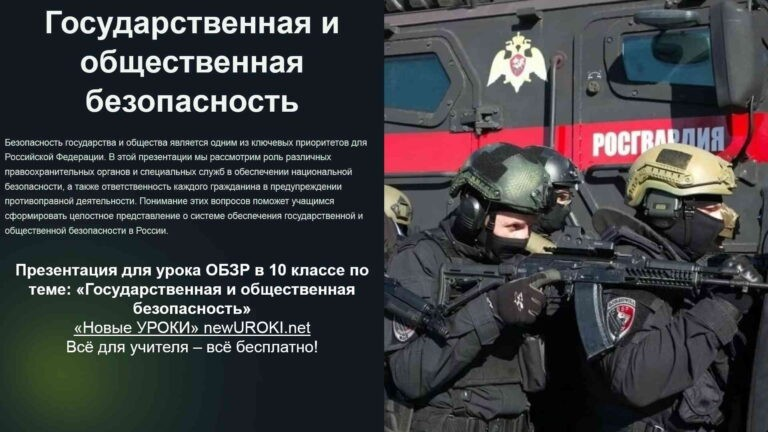 Государственная и
общественная
безопасность
Безопасность государства и общества является одним из ключевых приоритетов для
Российской Федерации. В этой презентации мы рассмотрим роль различных
правоохранительных органов и специальных служб в обеспечении национальной
безопасности, а также ответственность каждого гражданина в предупреждении
противоправной деятельности. Понимание этих вопросов поможет учащимся
сформировать целостное представление о системе обеспечения государственной и
общественной безопасности в России.
Презентация для урока ОБЗР в 10 классе по
теме: «Государственная и общественная
безопасность»
«Новые УРОКИ» newUROKI.net
Всё для учителя – всё бесплатно!
РОСГВАРДИЯ